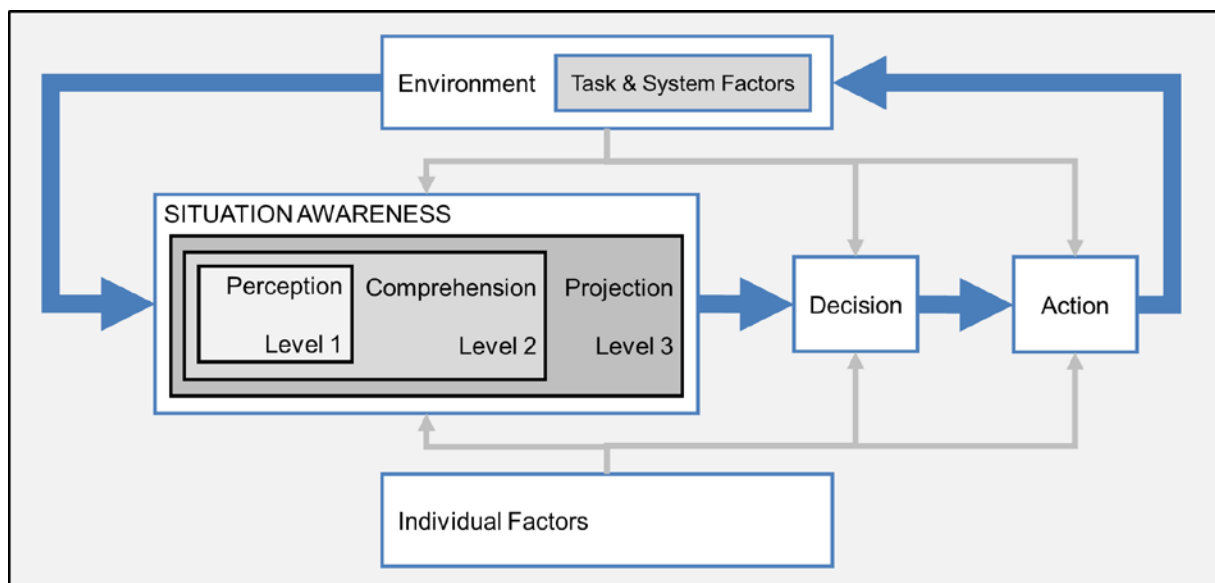 Environment
Task & System Factors
SITUATION AWARENESS
Perception
Level 1
Comprehension
Level 2
Projection
Level 3
Decision
Action
Individual Factors